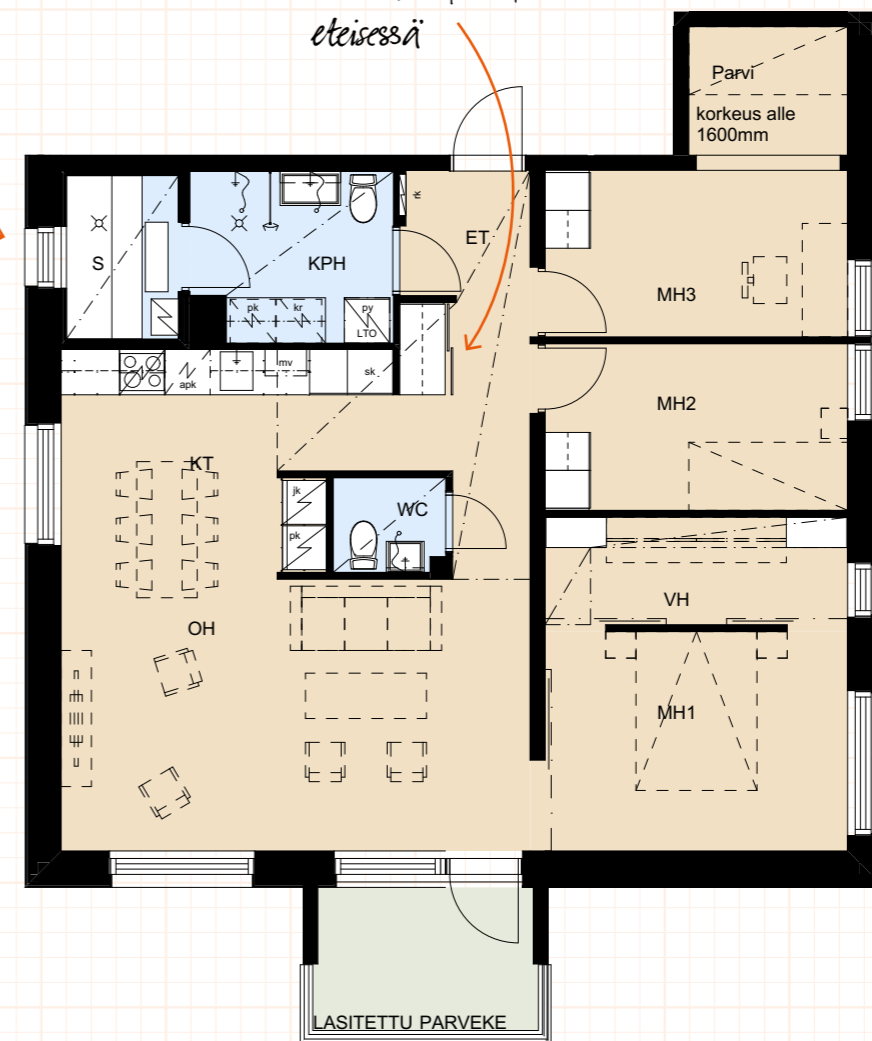 eteisessä
Parvi
korkeus alle
1600mm
rk
ET
S
KPH
MH3
pk
kr
py
LTO
apk
mv
sk
MH2
KT
jk
WC
pk
VH
OH
MH1
LASITETTU PARVEKE